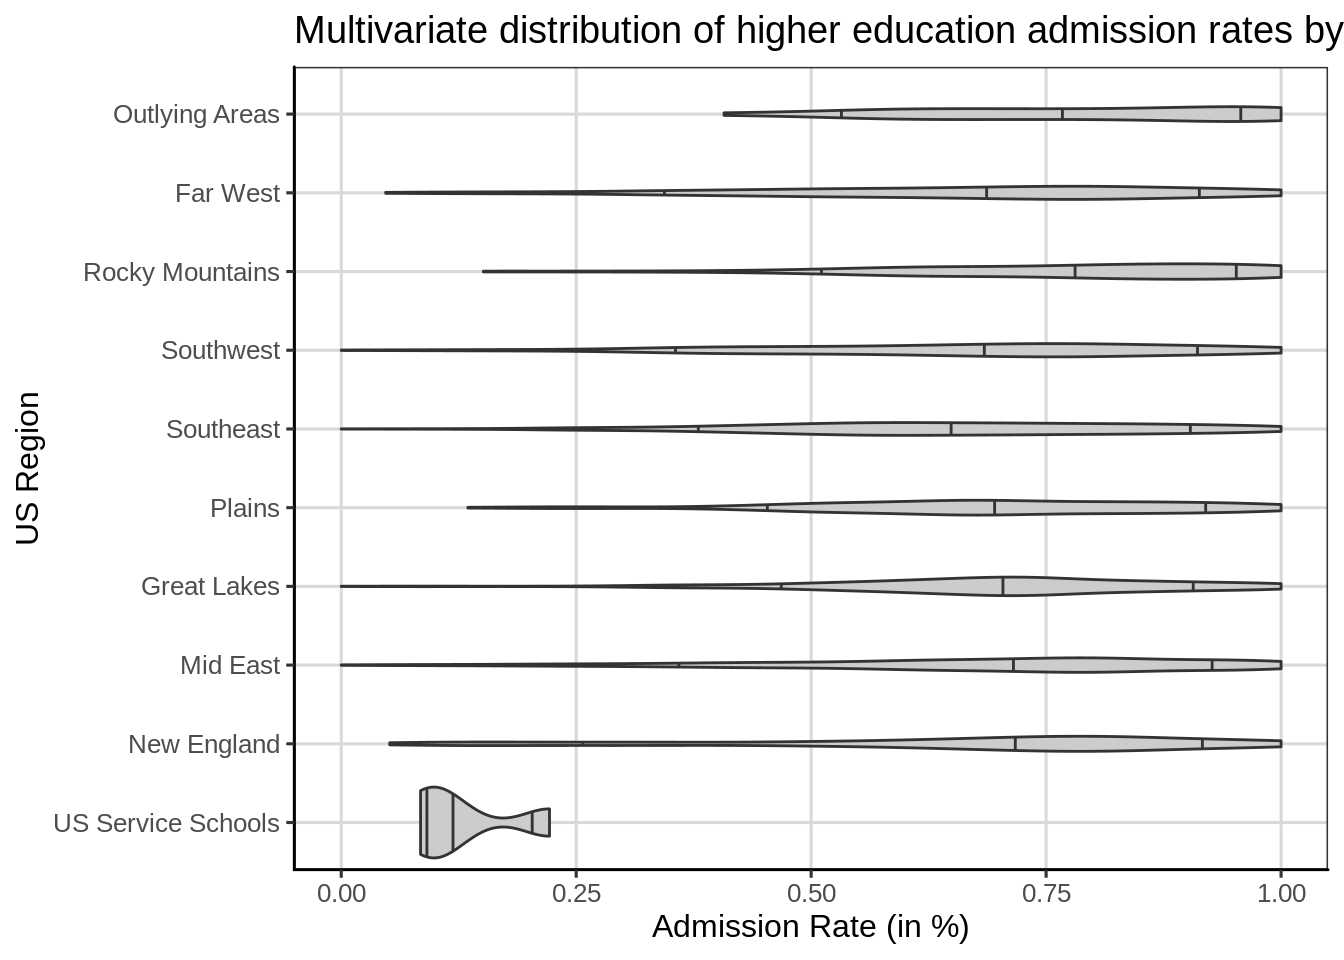 Multivariate distribution of higher education admission rates by
Outlying Areas
Far West
Rocky Mountains
Southwest
Southeast
Plains
Great Lakes
Mid East
New England
US Service Schools
US Region
0.00 0.25 0.50 0.75 1.00
Admission Rate (in %)